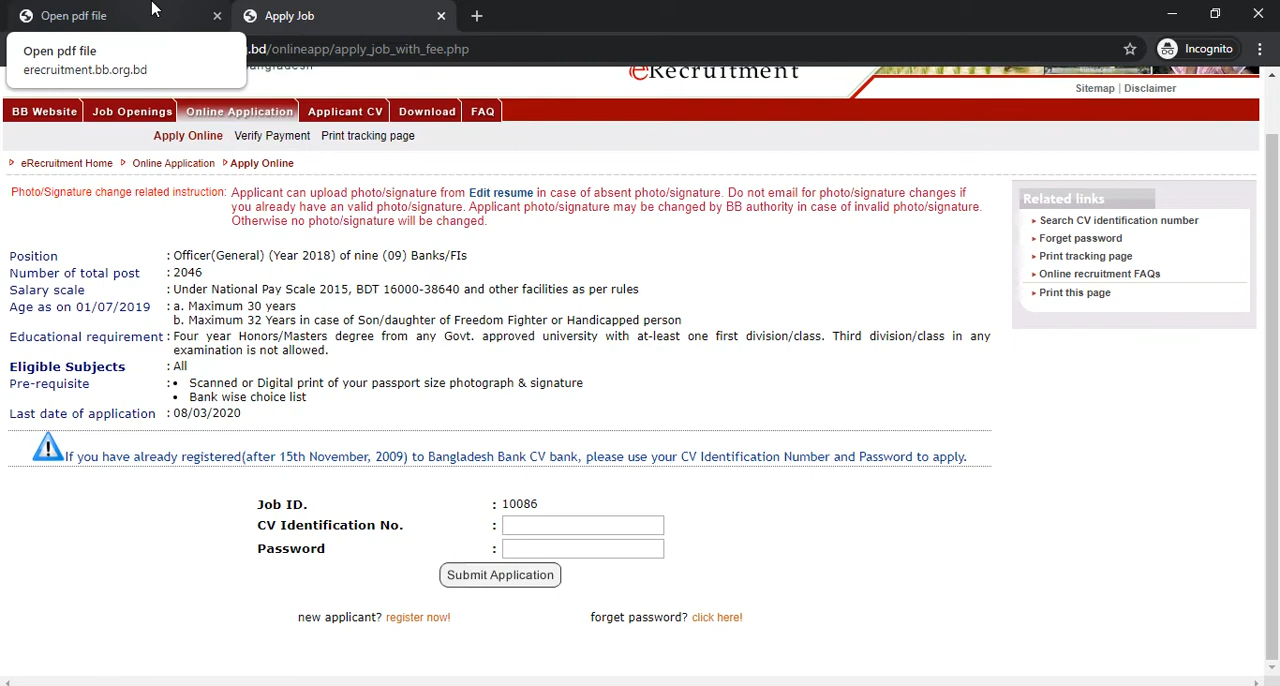 Open pdf file
Apply Job
Open pdf file
erecruitment.bb.org.bd
.bd/onlineapp/apply_job_with_fee.php
Incognito
eRecruitment
Sitemap | Disclaimer
BB Website
Job Openings
Online Application
Applicant CV
Download
FAQ
Apply Online Verify Payment Print tracking page
eRecruitment Home Online Application Apply Online
Photo/Signature change related instruction: Applicant can upload photo/signature from Edit resume in case of absent photo/signature. Do not email for photo/signature changes if
you already have an valid photo/signature. Applicant photo/signature may be changed by BB authority in case of invalid photo/signature.
Otherwise no photo/signature will be changed.
Related links
Search CV identification number
Forget password
Print tracking page
Online recruitment FAQs
Print this page
Position : Officer(General) (Year 2018) of nine (09) Banks/FIs
Number of total post : 2046
Salary scale : Under National Pay Scale 2015, BDT 16000-38640 and other facilities as per rules
Age as on 01/07/2019 : a. Maximum 30 years
b. Maximum 32 Years in case of Son/daughter of Freedom Fighter or Handicapped person
Educational requirement : Four year Honors/Masters degree from any Govt. approved university with at-least one first division/class. Third division/class in any
examination is not allowed.
Eligible Subjects : All
Pre-requisite : • Scanned or Digital print of your passport size photograph & signature
• Bank wise choice list
Last date of application : 08/03/2020
If you have already registered(after 15th November, 2009) to Bangladesh Bank CV bank, please use your CV Identification Number and Password to apply.
Job ID. : 10086
CV Identification No. :
Password :
Submit Application
new applicant? register now! forget password? click here!